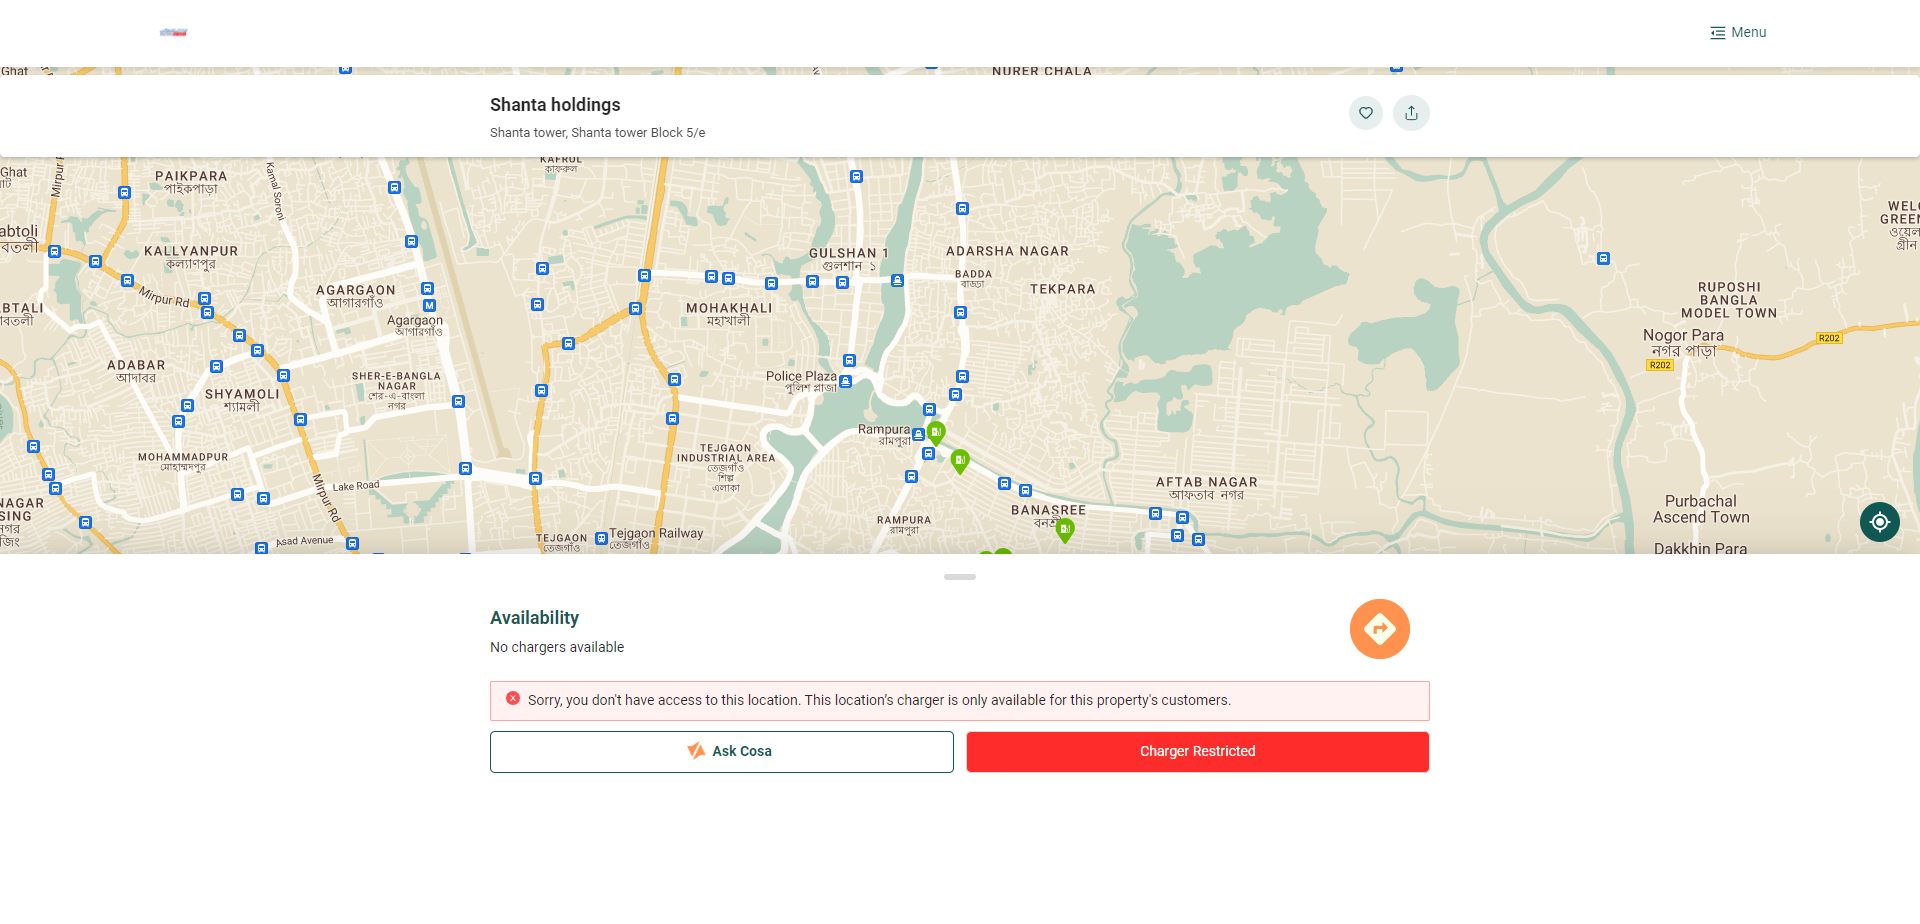 Menu
Ghat
NURER CHALA
Shanta holdings
Shanta tower, Shanta tower Block 5/e
KAFRUL
কাফরুল
Ghat
PAIKPARA
পাইকপাড়া
Mirpur
Kamal Soroni
abtoli
বতলী
KALLYANPUR
কল্যাণপুর
GULSHAN 1
গুলশান ১
ADARSHA NAGAR
BADDA
বাড্ডা
TEKPARA
WELC
GREEN
ওয়েল
গ্রীন
Mirpur Rd
AGARGAON
আগারগাঁও
Agargaon
আগারগাঁও
MOHAKHALI
মহাখালী
RUPOSHI
BANGLA
MODEL TOWN
Nogor Para
নগর পাড়া
R202
R202
BTALI
াবতলী
ADABAR
আদাবর
SHYAMOLI
শ্যামলী
SHER-E-BANGLA
NAGAR
শের-এ-বাংলা
নগর
Police Plaza
পুলিশ প্লাজা
Rampura
রামপুরা
MOHAMMADPUR
মোহাম্মদপুর
TEJGAON
INDUSTRIAL AREA
তেজগাঁও
শিল্প
এলাকা
Lake Road
Mirpur Rd
NAGAR
SING
নগর
জিং
AFTAB NAGAR
আফতাব নগর
BANASREE
বনশ্রী
RAMPURA
রামপুরা
Purbachal
Ascend Town
Asad Avenue
TEJGAON
তেজগাঁও
Tejgaon Railway
তেজগাঁও
Dakkhin Para
Availability
No chargers available
Sorry, you don't have access to this location. This location's charger is only available for this property's customers.
Ask Cosa
Charger Restricted